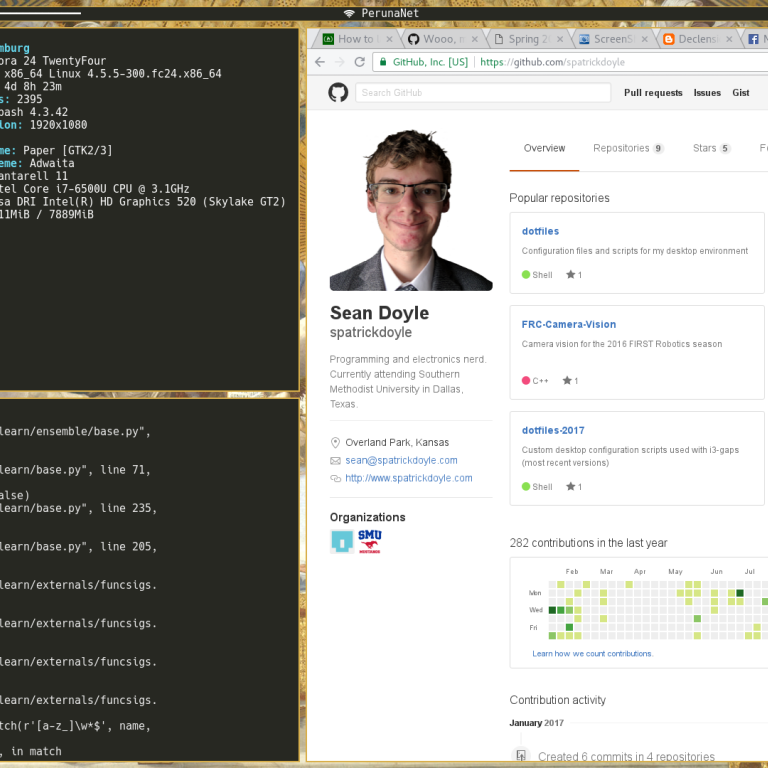 PerunaNet
mburg
ora 24 TwentyFour
x86_64 Linux 4.5.5-300.fc24.x86_64
4d 8h 23m
s: 2395
bash 4.3.42
ion: 1920x1080
me: Paper [GTK2/3]
eme: Adwaita
antarell 11
tel Core i7-6500U CPU @ 3.1GHz
sa DRI Intel(R) HD Graphics 520 (Skylake GT2)
11MiB / 7889MiB
learn/ensemble/base.py",
learn/base.py", line 71,
alse)
learn/base.py", line 235,
learn/base.py", line 205,
learn/externals/funcsigs.
learn/externals/funcsigs.
learn/externals/funcsigs.
learn/externals/funcsigs.
tch(r'[a-z_]\w*$', name,
, in match
How to Wooo, Spring 2 ScreenS Declens
GitHub, Inc. [US] https://github.com/spatrickdoyle
Search GitHub Pull requests Issues Gist
Sean Doyle
spatrickdoyle
Programming and electronics nerd.
Currently attending Southern
Methodist University in Dallas,
Texas.
Overland Park, Kansas
sean@spatrickdoyle.com
http://www.spatrickdoyle.com
Organizations
SMU
MUSTANGS
Overview Repositories 9 Stars 5 F
Popular repositories
dotfiles
Configuration files and scripts for my desktop environment
Shell 1
FRC-Camera-Vision
Camera vision for the 2016 FIRST Robotics season
C++ 1
dotfiles-2017
Custom desktop configuration scripts used with i3-gaps
(most recent versions)
Shell 1
282 contributions in the last year
Feb Mar Apr May Jun Jul
Mon
Wed
Fri
Learn how we count contributions.
Contribution activity
January 2017
Created 6 commits in 4 repositories